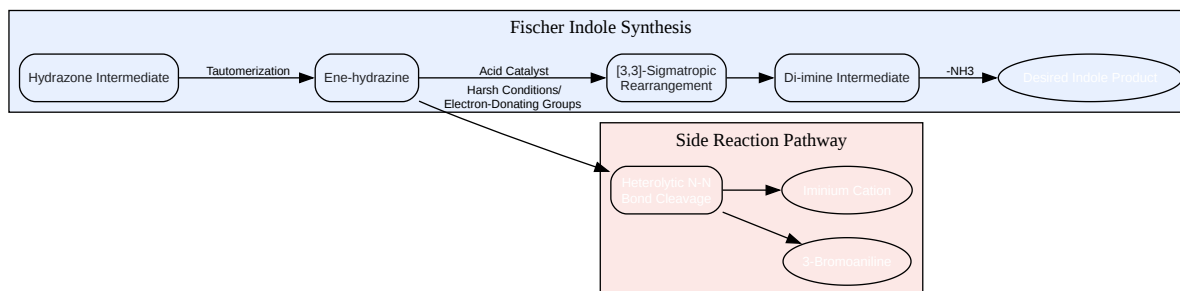 Fischer Indole Synthesis
Hydrazone Intermediate
Tautomerization
Ene-hydrazine
Acid Catalyst
Harsh Conditions/
Electron-Donating Groups
[3,3]-Sigmatropic
Rearrangement
Di-imine Intermediate
-NH3
Desired Indole Product
Side Reaction Pathway
Heterolytic N-N
Bond Cleavage
Iminium Cation
3-Bromoaniline